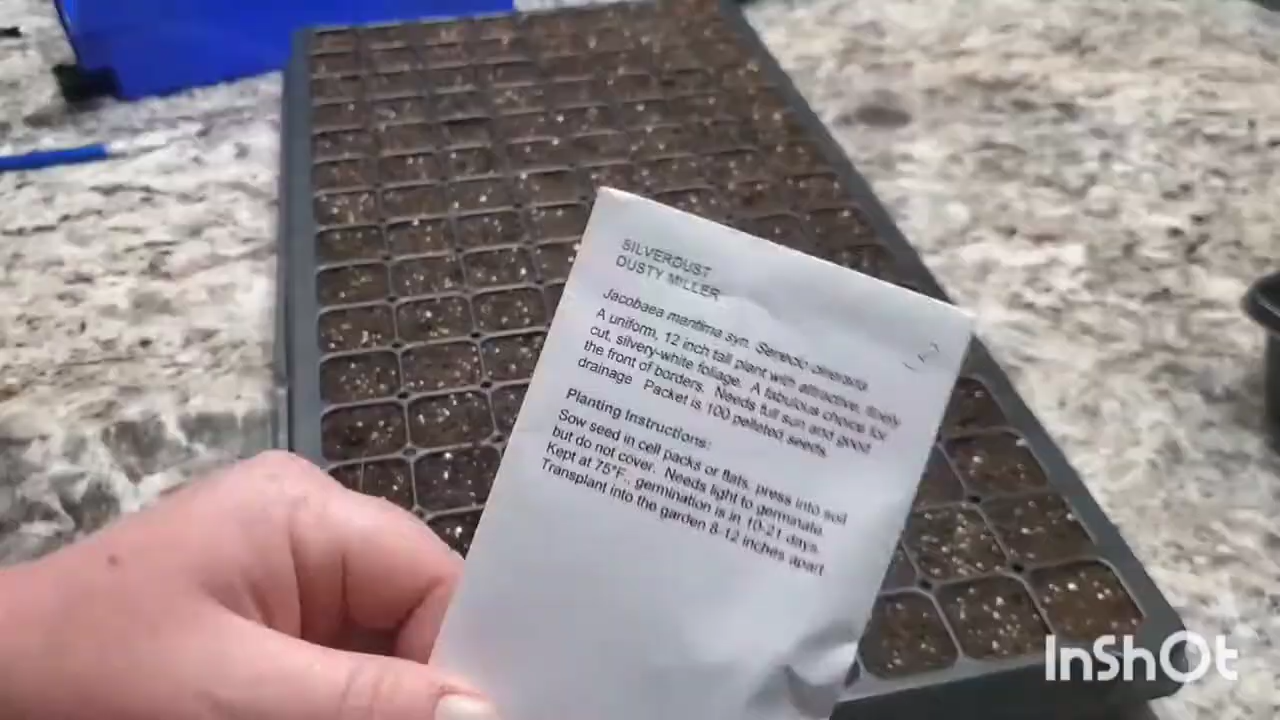 SILVERDUST
DUSTY MILLER
Jacobaea maritima syn. Senecio cineraria
A uniform, 12 inch tall plant with attractive, finely
cut, silvery-white foliage. A fabulous choice for
the front of borders. Needs full sun and good
drainage Packet is 100 pelleted seeds.
Planting Instructions:
Sow seed in cell packs or flats, press into soil
but do not cover. Needs light to germinate.
Kept at 75°F., germination is in 10-21 days.
Transplant into the garden 8-12 inches apart
InShOt